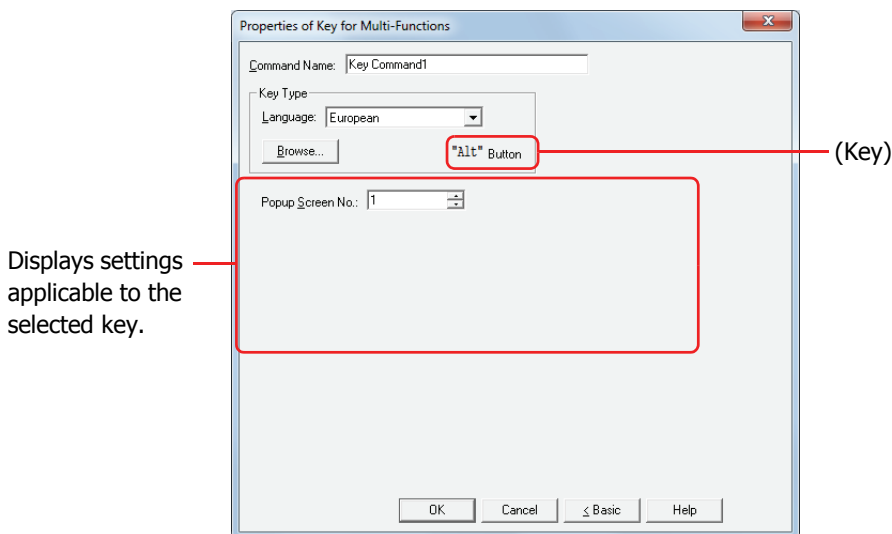 Properties of Key for Multi-Functions
x
Command Name: Key Command1
Key Type
Language: European
Browse... "Alt" Button
(Key)
Popup Screen No.: 1
Displays settings
applicable to the
selected key.
OK Cancel < Basic Help